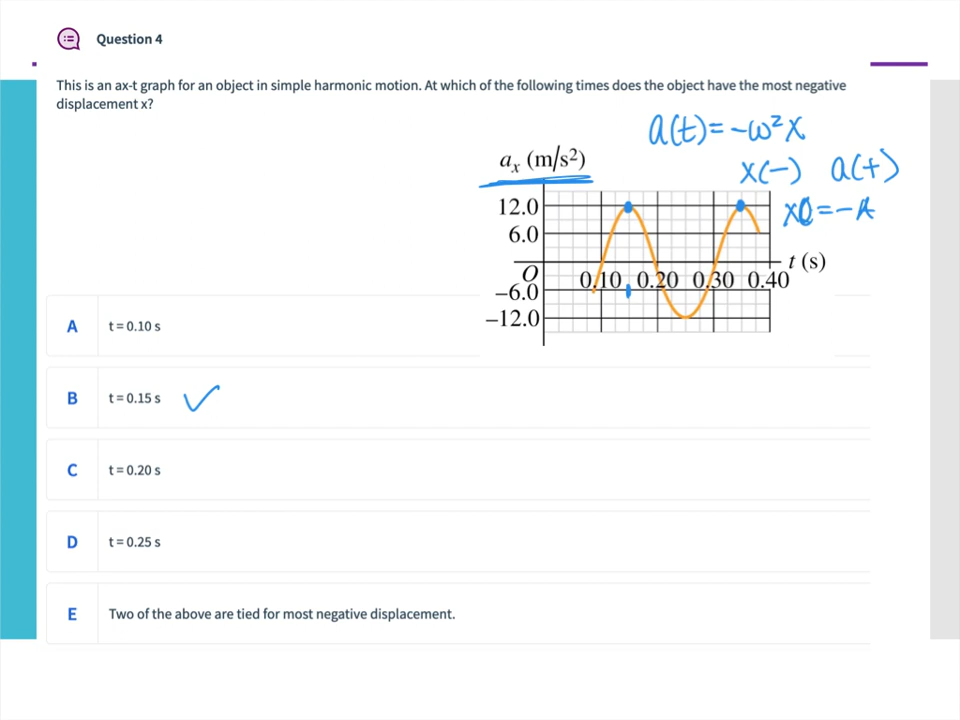 Question 4
This is an ax-t graph for an object in simple harmonic motion. At which of the following times does the object have the most negative
displacement x?
a(t)=-ω²x
x(-) a(+)
x()=-A
aₓ (m/s²)
12.0
6.0
O
-6.0
-12.0
0.10 0.20 0.30 0.40
t (s)
A t = 0.10 s
B t = 0.15 s ✓
C t = 0.20 s
D t = 0.25 s
E Two of the above are tied for most negative displacement.